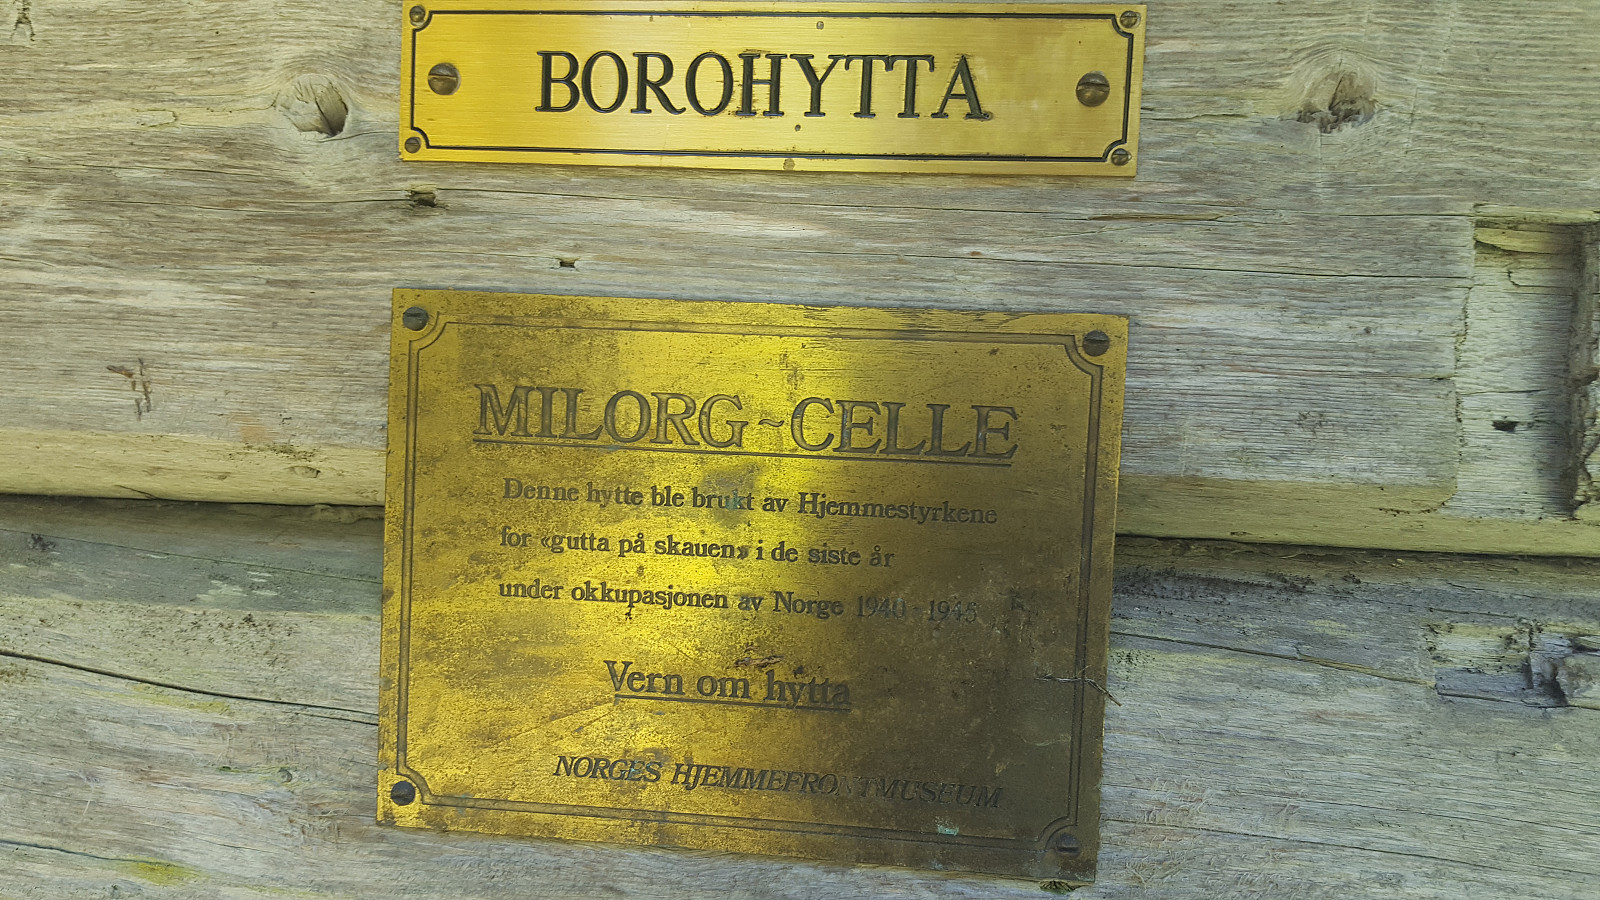 BOROHYTTA
MILORG~CELLE
Denne hytte ble brukt av Hjemmestyrkene
for «gutta på skauen» i de siste år
under okkupasjonen av Norge 1940-1945
Vern om hytta
NORGES HJEMMEFRONTMUSEUM